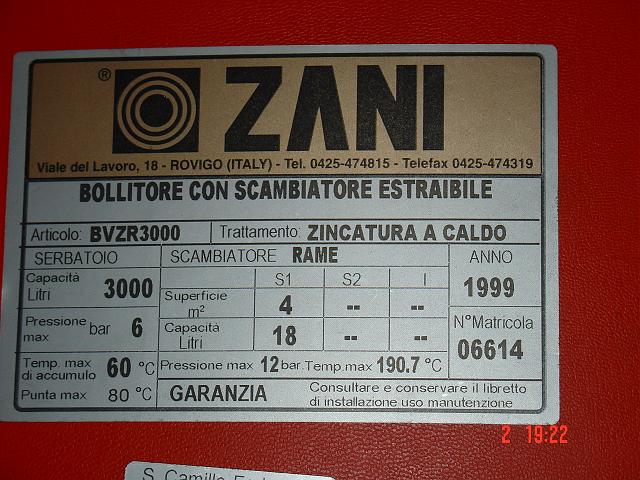 ® ZANI
Viale del Lavoro, 18 - ROVIGO (ITALY) - Tel. 0425-474815 - Telefax 0425-474319
BOLLITORE CON SCAMBIATORE ESTRAIBILE
Articolo: BVZR3000 Trattamento: ZINCATURA A CALDO
SERBATOIO SCAMBIATORE RAME ANNO
Capacità Litri 3000 S1 S2 I 1999
Superficie m² 4 -- --
Pressione max bar 6 Capacità Litri 18 -- -- N° Matricola 06614
Temp. max di accumulo 60 °C Pressione max 12 bar. Temp. max 190.7 °C
Punta max 80 °C GARANZIA Consultare e conservare il libretto
di installazione uso manutenzione
2 19:22
S. Camillo